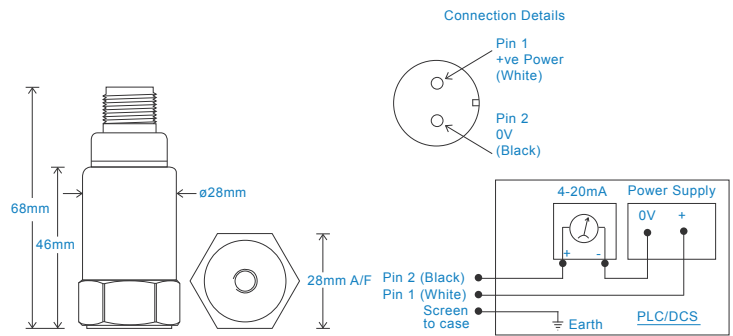 Connection Details
Pin 1
+ve Power
(White)
Pin 2
0V
(Black)
68mm
46mm
ø28mm
28mm A/F
4-20mA
Power Supply
0V +
+ -
Pin 2 (Black)
Pin 1 (White)
Screen
to case
Earth
PLC/DCS